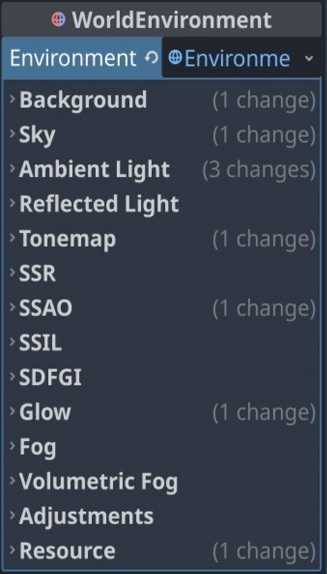 WorldEnvironment
Environment Environme
Background (1 change)
Sky (1 change)
Ambient Light (3 changes)
Reflected Light
Tonemap (1 change)
SSR
SSAO (1 change)
SSIL
SDFGI
Glow (1 change)
Fog
Volumetric Fog
Adjustments
Resource (1 change)